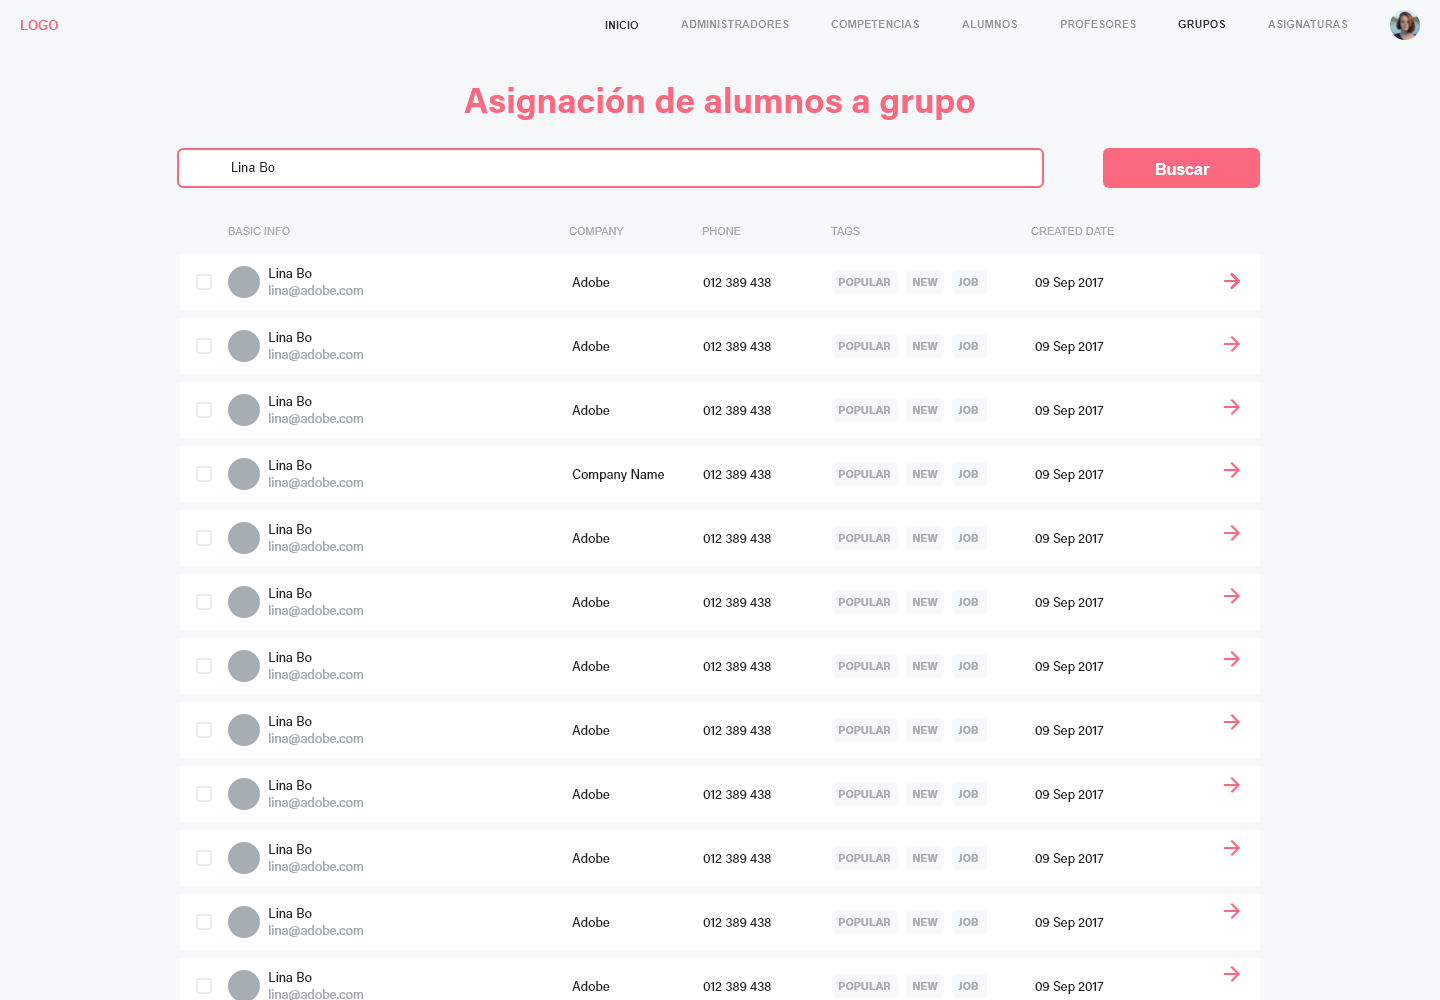 LOGO INICIO ADMINISTRADORES COMPETENCIAS ALUMNOS PROFESORES GRUPOS ASIGNATURAS
Asignación de alumnos a grupo
Lina Bo Buscar
BASIC INFO COMPANY PHONE TAGS CREATED DATE
Lina Bo
lina@adobe.com Adobe 012 389 438 POPULAR NEW JOB 09 Sep 2017
Lina Bo
lina@adobe.com Adobe 012 389 438 POPULAR NEW JOB 09 Sep 2017
Lina Bo
lina@adobe.com Adobe 012 389 438 POPULAR NEW JOB 09 Sep 2017
Lina Bo
lina@adobe.com Company Name 012 389 438 POPULAR NEW JOB 09 Sep 2017
Lina Bo
lina@adobe.com Adobe 012 389 438 POPULAR NEW JOB 09 Sep 2017
Lina Bo
lina@adobe.com Adobe 012 389 438 POPULAR NEW JOB 09 Sep 2017
Lina Bo
lina@adobe.com Adobe 012 389 438 POPULAR NEW JOB 09 Sep 2017
Lina Bo
lina@adobe.com Adobe 012 389 438 POPULAR NEW JOB 09 Sep 2017
Lina Bo
lina@adobe.com Adobe 012 389 438 POPULAR NEW JOB 09 Sep 2017
Lina Bo
lina@adobe.com Adobe 012 389 438 POPULAR NEW JOB 09 Sep 2017
Lina Bo
lina@adobe.com Adobe 012 389 438 POPULAR NEW JOB 09 Sep 2017
Lina Bo
lina@adobe.com Adobe 012 389 438 POPULAR NEW JOB 09 Sep 2017